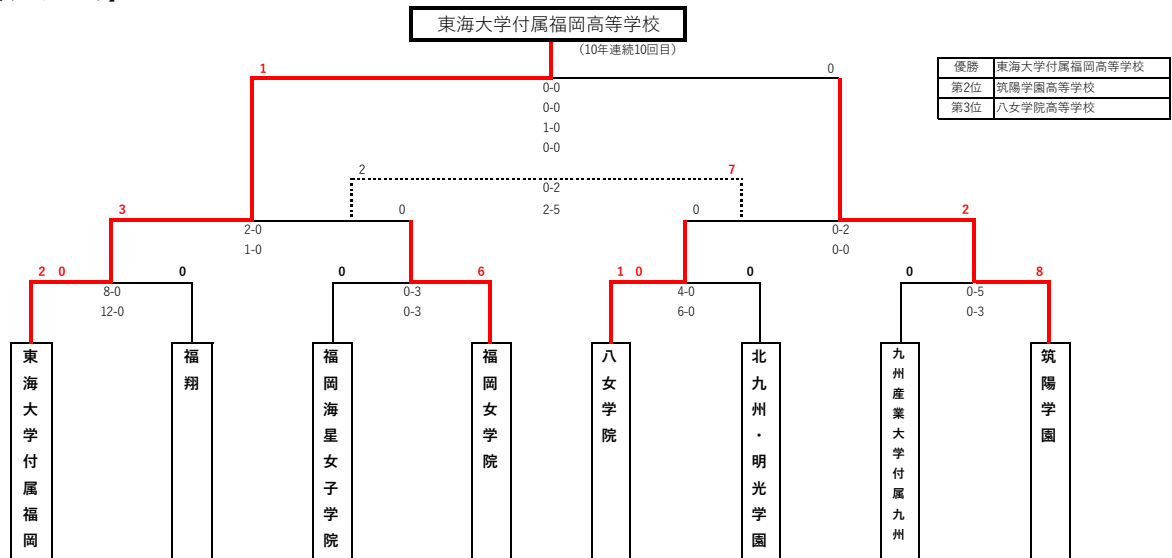 東海大学付属福岡高等学校
（10年連続10回目）
1
0
優勝 東海大学付属福岡高等学校
第2位 筑陽学園高等学校
第3位 八女学院高等学校
0-0
0-0
1-0
0-0
2
7
0-2
2-5
3
0
0
2
2-0
1-0
0-2
0-0
2 0
0
0
6
1 0
0
0
8
8-0
12-0
0-3
0-3
4-0
6-0
0-5
0-3
東海大学付属福岡
福翔
福岡海星女子学院
福岡女学院
八女学院
北九州・明光学園
九州産業大学付属九州
筑陽学園